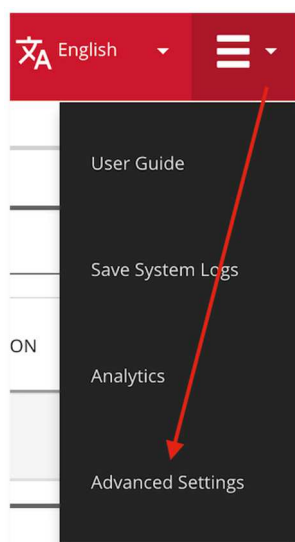 English
User Guide
Save System Logs
ON
Analytics
Advanced Settings